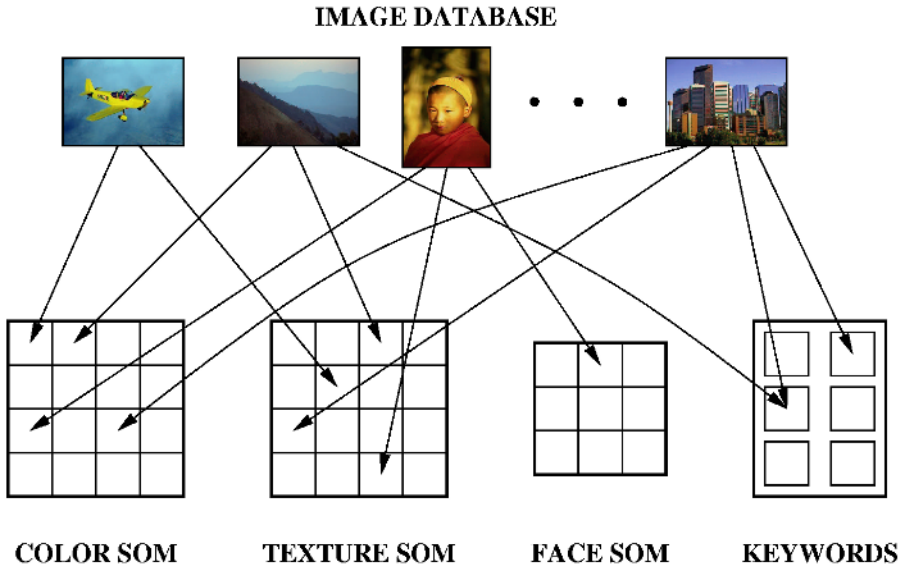 IMAGE DATABASE
COLOR SOM
TEXTURE SOM
FACE SOM
KEYWORDS